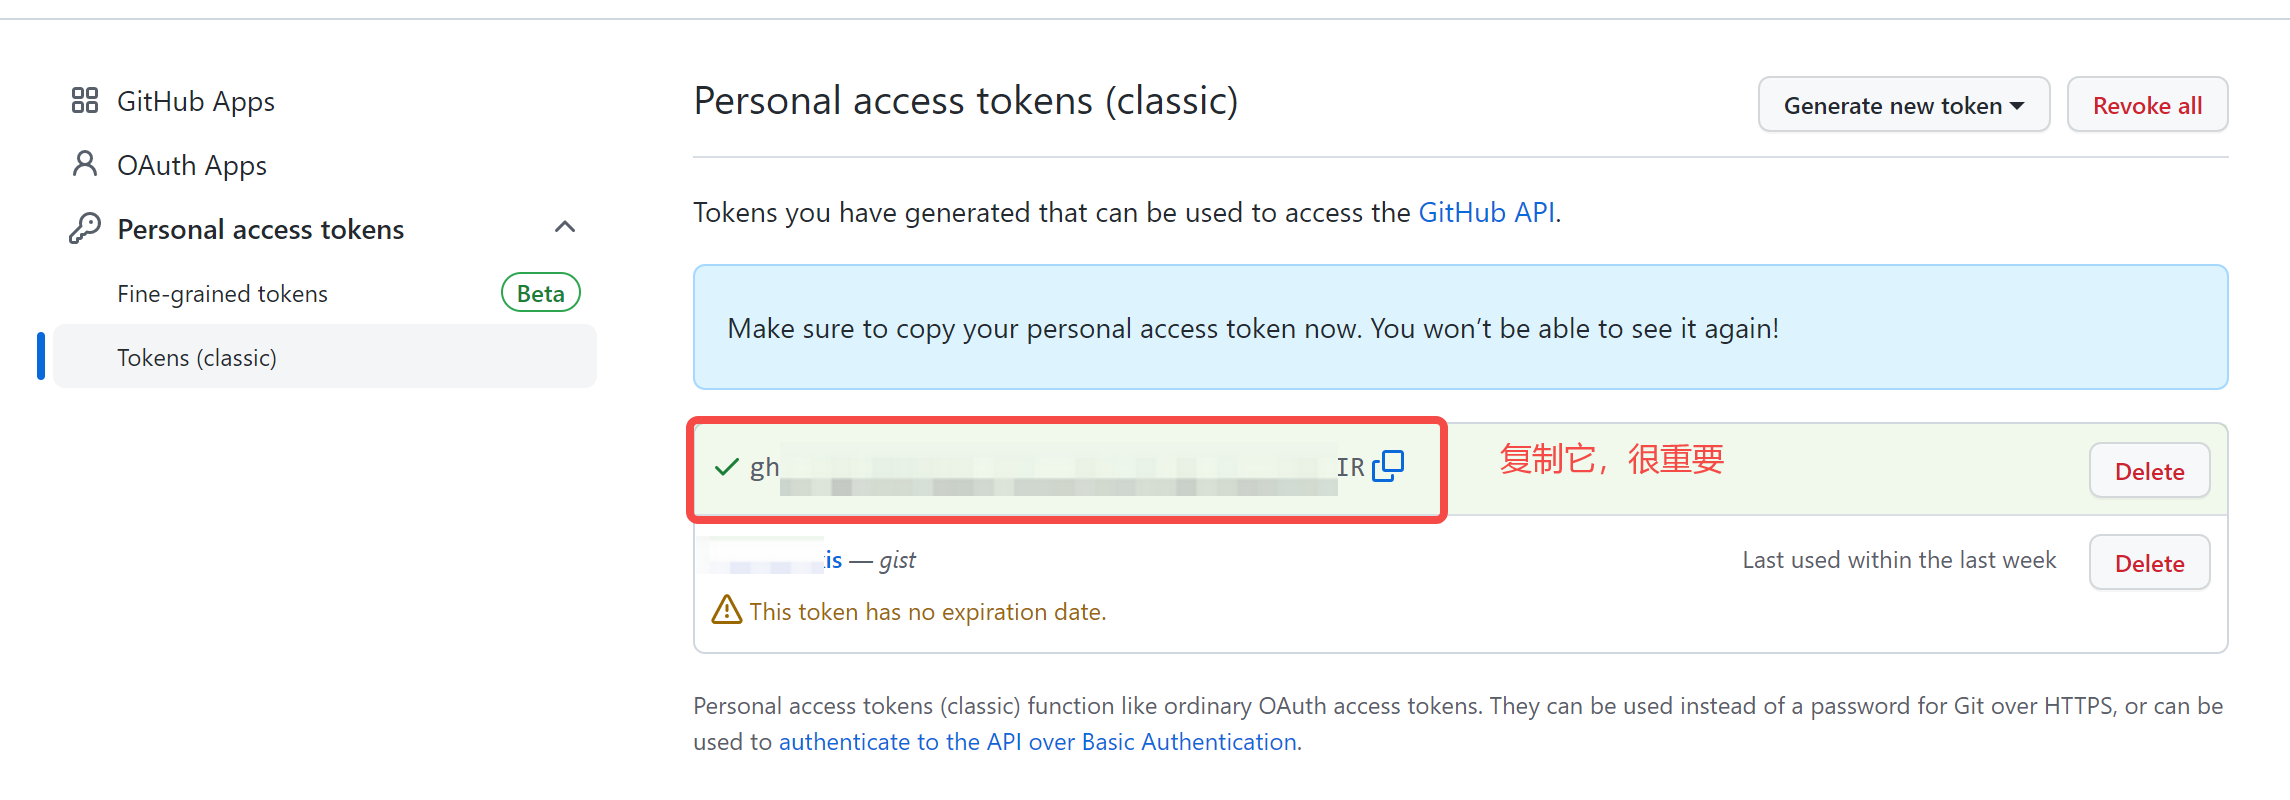 GitHub Apps
OAuth Apps
Personal access tokens
Fine-grained tokens Beta
Tokens (classic)
Personal access tokens (classic)
Generate new token
Revoke all
Tokens you have generated that can be used to access the GitHub API.
Make sure to copy your personal access token now. You won’t be able to see it again!
gh
IR
复制它，很重要
Delete
is — gist
Last used within the last week
Delete
This token has no expiration date.
Personal access tokens (classic) function like ordinary OAuth access tokens. They can be used instead of a password for Git over HTTPS, or can be
used to authenticate to the API over Basic Authentication.